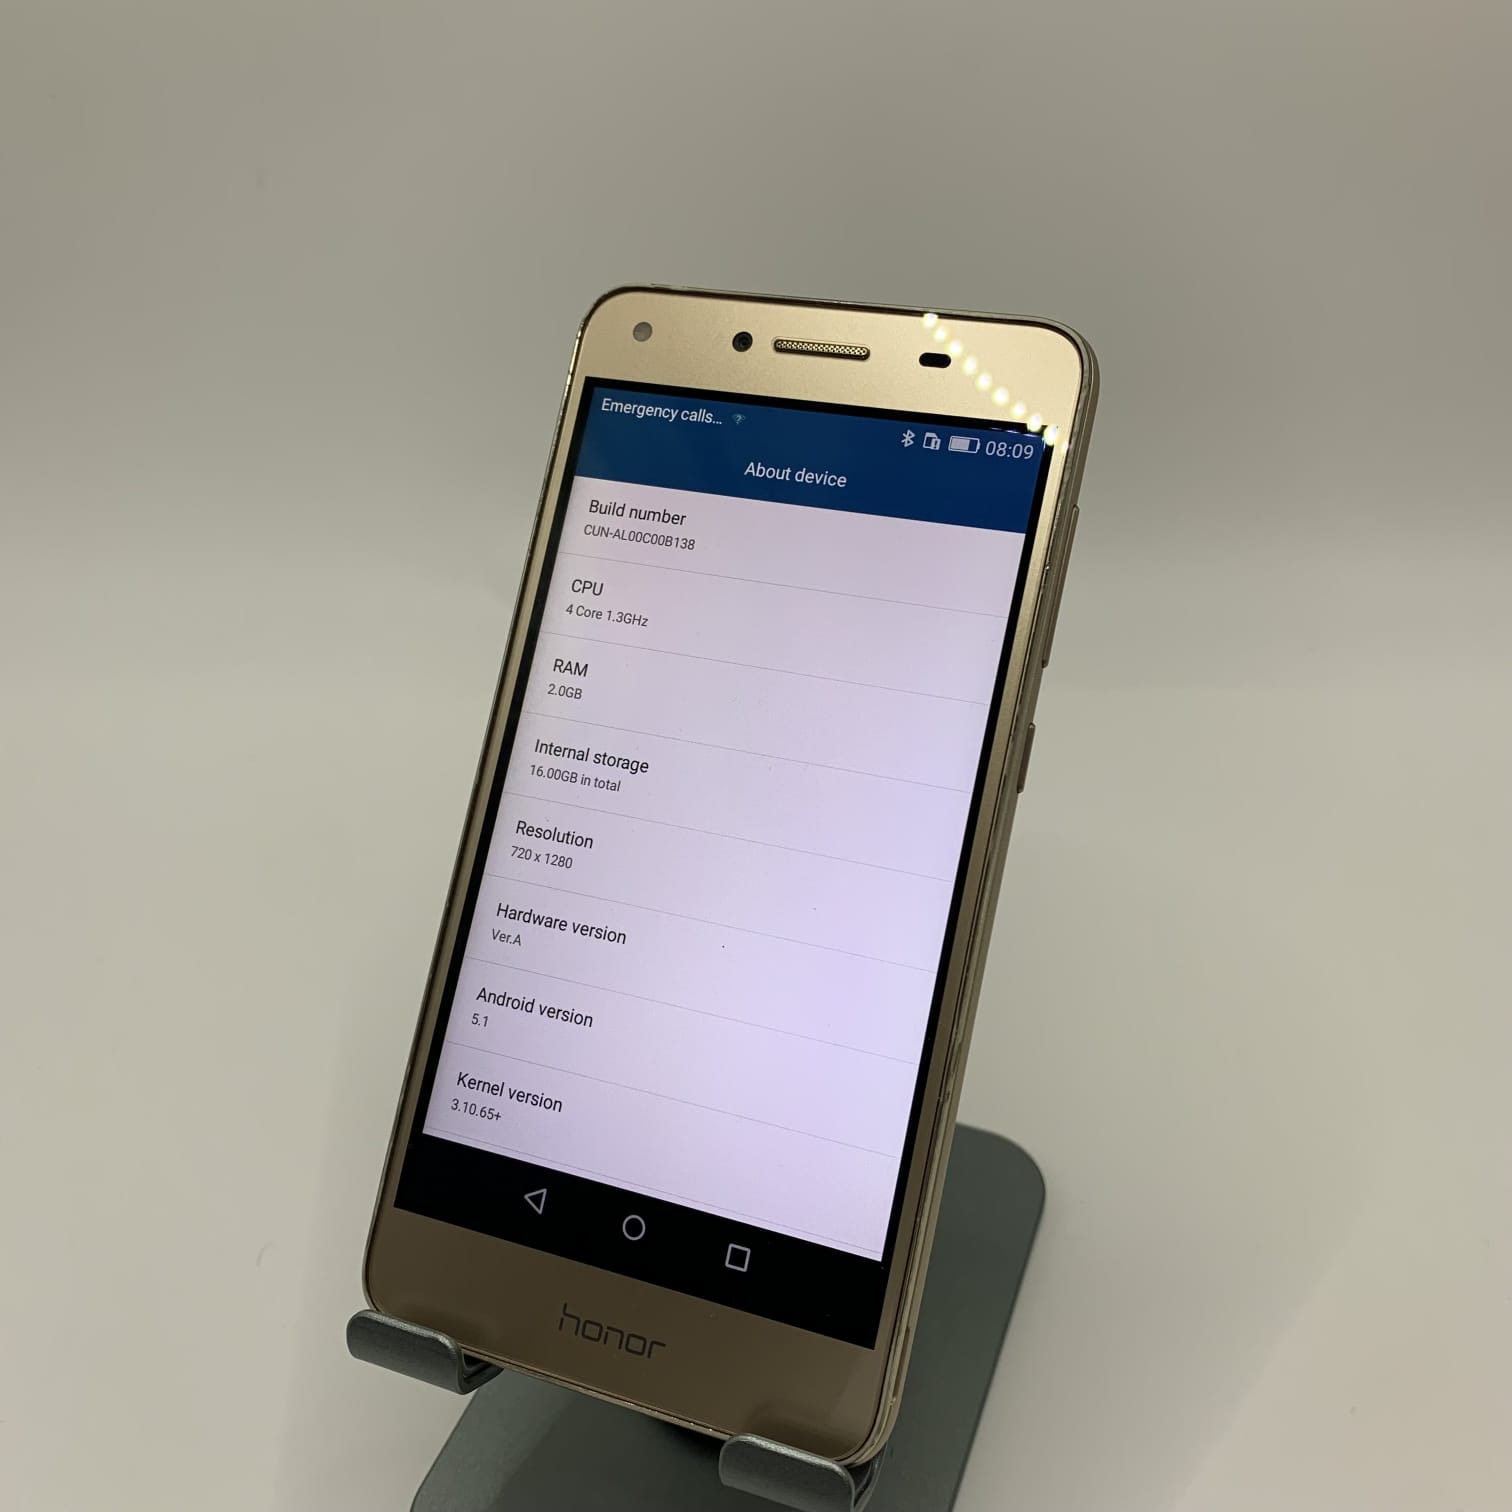 Emergency calls...
08:09
About device
Build number
CUN-AL00C00B138
CPU
4 Core 1.3GHz
RAM
2.0GB
Internal storage
16.00GB in total
Resolution
720 x 1280
Hardware version
Ver.A
Android version
5.1
Kernel version
3.10.65+
honor